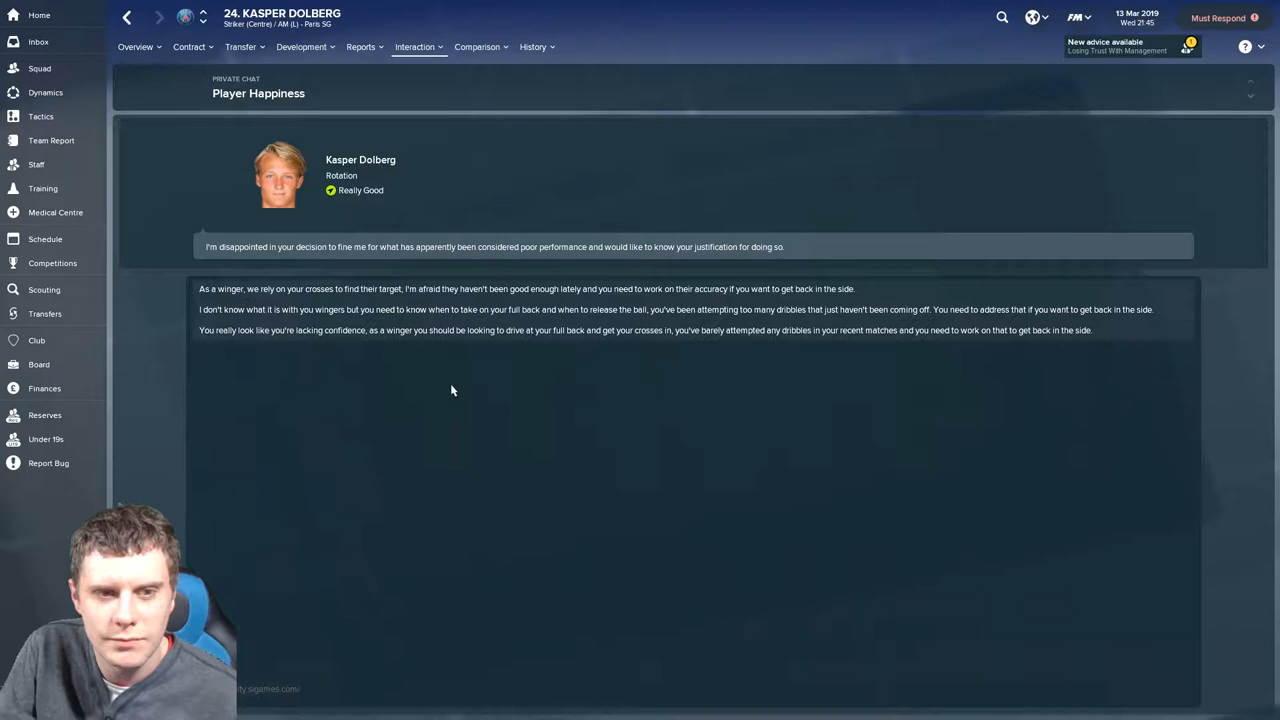 Home
Inbox
Squad
Dynamics
Tactics
Team Report
Staff
Training
Medical Centre
Schedule
Competitions
Scouting
Transfers
Club
Board
Finances
Reserves
Under 19s
Report Bug
24. KASPER DOLBERG
Striker (Centre) / AM (L) - Paris SG
FM
13 Mar 2019
Wed 21:45
Must Respond
Overview
Contract
Transfer
Development
Reports
Interaction
Comparison
History
New advice available
Losing Trust With Management
1
?
PRIVATE CHAT
Player Happiness
Kasper Dolberg
Rotation
Really Good
I'm disappointed in your decision to fine me for what has apparently been considered poor performance and would like to know your justification for doing so.
As a winger, we rely on your crosses to find their target, I'm afraid they haven't been good enough lately and you need to work on their accuracy if you want to get back in the side.
I don't know what it is with you wingers but you need to know when to take on your full back and when to release the ball, you've been attempting too many dribbles that just haven't been coming off. You need to address that if you want to get back in the side.
You really look like you're lacking confidence, as a winger you should be looking to drive at your full back and get your crosses in, you've barely attempted any dribbles in your recent matches and you need to work on that to get back in the side.
ity.sigames.com/